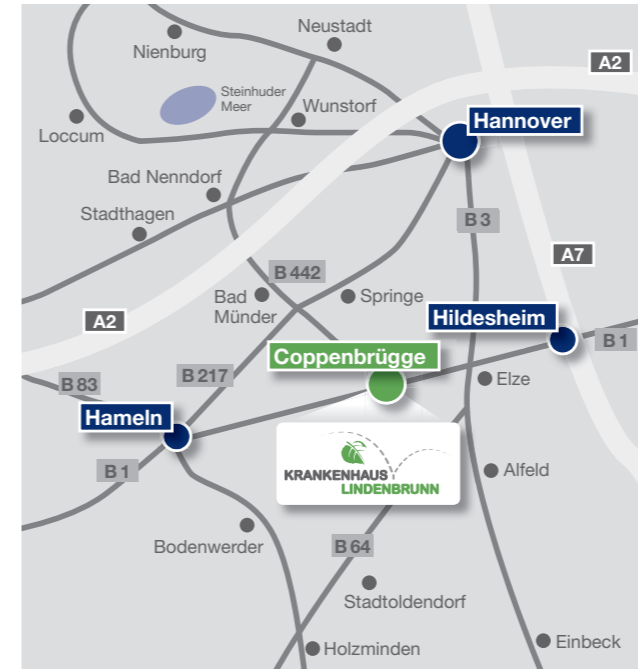 Neustadt
Nienburg
A2
Steinhuder
Meer
Wunstorf
Hannover
Loccum
Bad Nenndorf
Stadthagen
B 3
A7
B 442
Bad
Münder
Springe
Hildesheim
A2
B 1
Coppenbrügge
B 217
B 83
Elze
Hameln
KRANKENHAUS
LINDENBRUNN
B 1
Alfeld
Bodenwerder
B 64
Stadtoldendorf
Holzminden
Einbeck